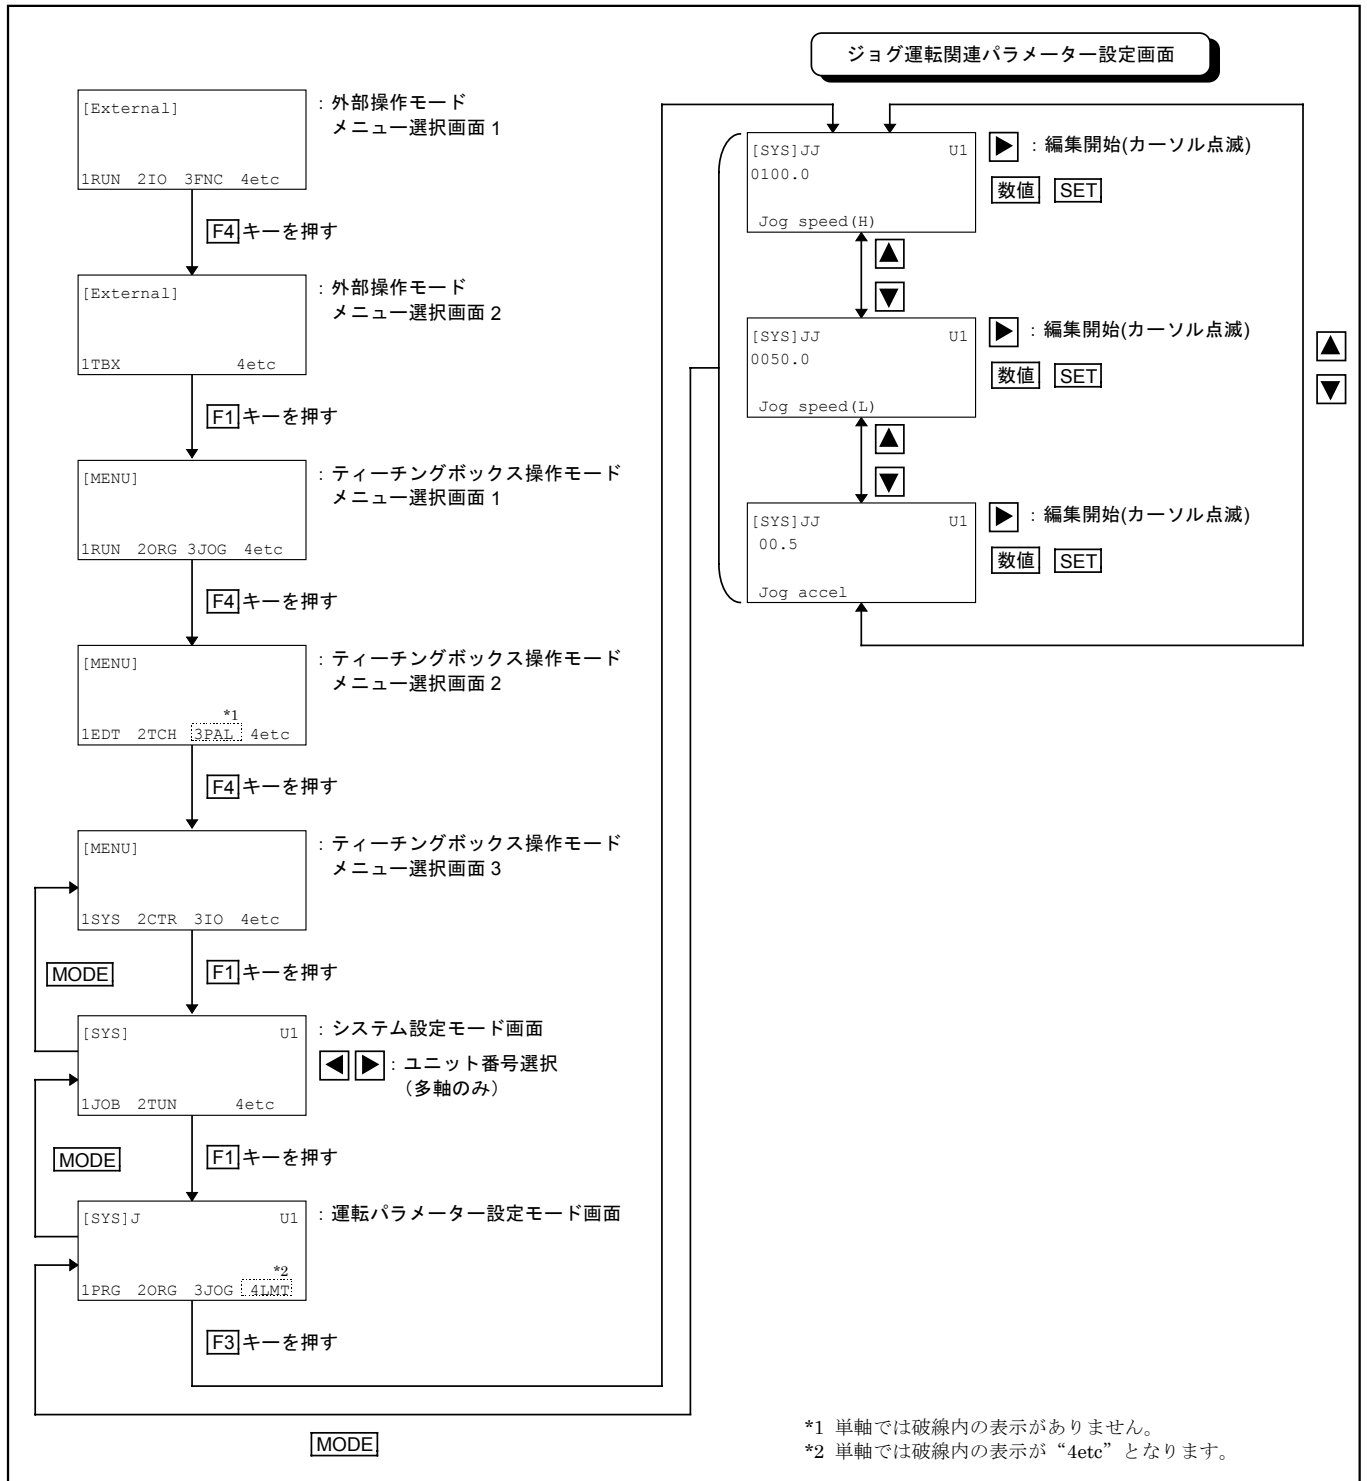 [External]
1RUN 2IO 3FNC 4etc
：外部操作モード
メニュー選択画面 1
F4 キーを押す
[External]
1TBX 4etc
：外部操作モード
メニュー選択画面 2
F1 キーを押す
[MENU]
1RUN 2ORG 3JOG 4etc
：ティーチングボックス操作モード
メニュー選択画面 1
F4 キーを押す
[MENU]
*1
1EDT 2TCH 3PAL 4etc
：ティーチングボックス操作モード
メニュー選択画面 2
F4 キーを押す
[MENU]
1SYS 2CTR 3IO 4etc
：ティーチングボックス操作モード
メニュー選択画面 3
MODE
F1 キーを押す
[SYS] U1
1JOB 2TUN 4etc
：システム設定モード画面
◀ ▶ ：ユニット番号選択
（多軸のみ）
MODE
F1 キーを押す
[SYS]J U1
*2
1PRG 2ORG 3JOG 4LMT
：運転パラメーター設定モード画面
F3 キーを押す
MODE
ジョグ運転関連パラメーター設定画面
[SYS]JJ U1
0100.0
Jog speed(H)
▶ ：編集開始(カーソル点滅)
数値 SET
▲
▼
[SYS]JJ U1
0050.0
Jog speed(L)
▶ ：編集開始(カーソル点滅)
数値 SET
▲
▼
[SYS]JJ U1
00.5
Jog accel
▶ ：編集開始(カーソル点滅)
数値 SET
▲
▼
*1 単軸では破線内の表示がありません。
*2 単軸では破線内の表示が“4etc”となります。